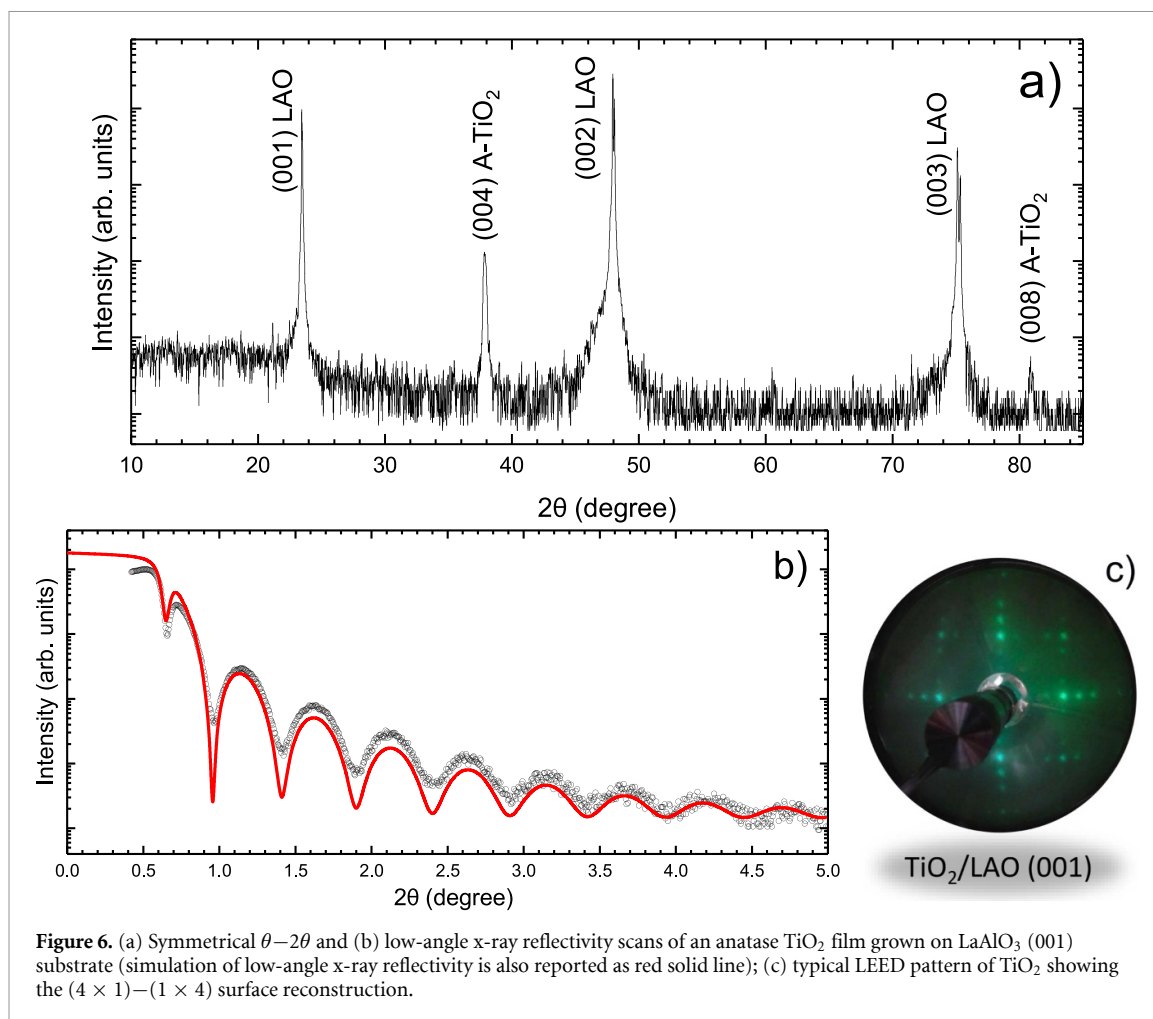 a)
(001) LAO
(004) A-TiO₂
(002) LAO
(003) LAO
(008) A-TiO₂
Intensity (arb. units)
10 20 30 40 50 60 70 80
2θ (degree)
b)
Intensity (arb. units)
0.0 0.5 1.0 1.5 2.0 2.5 3.0 3.5 4.0 4.5 5.0
2θ (degree)
c)
TiO₂/LAO (001)
Figure 6. (a) Symmetrical θ−2θ and (b) low-angle x-ray reflectivity scans of an anatase TiO₂ film grown on LaAlO₃ (001)
substrate (simulation of low-angle x-ray reflectivity is also reported as red solid line); (c) typical LEED pattern of TiO₂ showing
the (4 × 1)−(1 × 4) surface reconstruction.